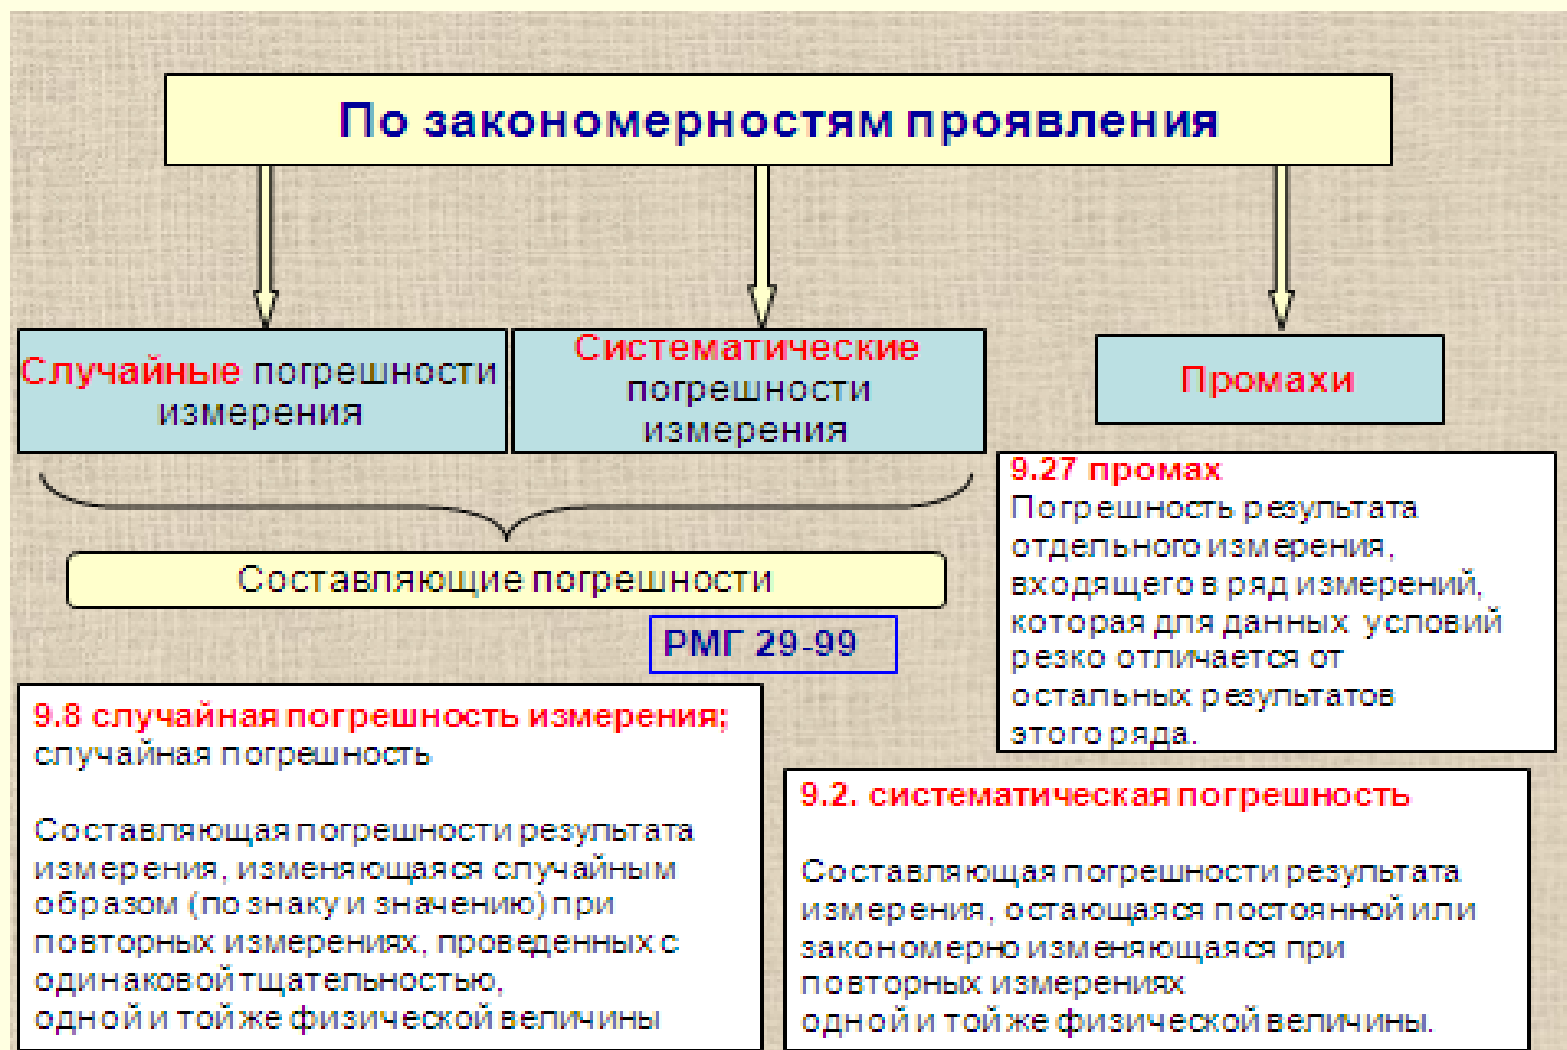 По закономерностям проявления
Случайные погрешности
измерения
Систематические
погрешности
измерения
Промахи
Составляющие погрешности
РМГ 29-99
9.27 промах
Погрешность результата
отдельного измерения,
входящего в ряд измерений,
которая для данных условий
резко отличается от
остальных результатов
этого ряда.
9.8 случайная погрешность измерения;
случайная погрешность
Составляющая погрешности результата
измерения, изменяющаяся случайным
образом (по знаку и значению) при
повторных измерениях, проведенных с
одинаковой тщательностью,
одной и той же физической величины
9.2. систематическая погрешность
Составляющая погрешности результата
измерения, остающаяся постоянной или
закономерно изменяющаяся при
повторных измерениях
одной и той же физической величины.